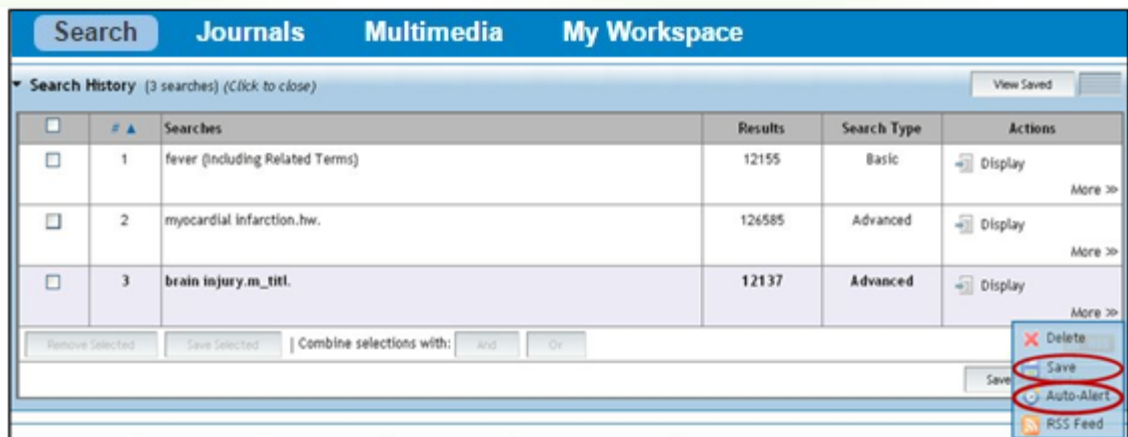 Search Journals Multimedia My Workspace
Search History (3 searches) (Click to close)
View Saved
# ▲ Searches Results Search Type Actions
1 fever (Including Related Terms) 12155 Basic Display
More >>
2 myocardial infarction.hw. 126585 Advanced Display
More >>
3 brain injury.m_titl. 12137 Advanced Display
More >>
Remove Selected Save Selected | Combine selections with: And Or
Delete
Save
Save
Auto-Alert
RSS Feed